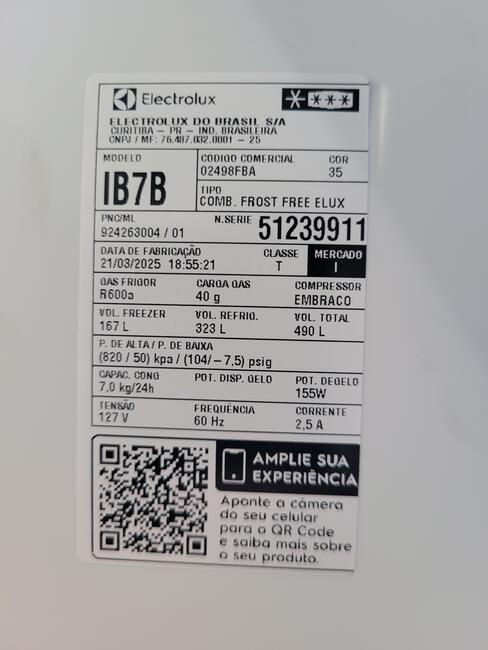 Electrolux
ELECTROLUX DO BRASIL S/A
CURITIBA – PR – IND. BRASILEIRA
CNPJ / MF: 76.487.032.0001 – 25
MODELO
IB7B
CÓDIGO COMERCIAL
02498FBA
COR
35
TIPO
COMB. FROST FREE ELUX
PNC/ML
924263004 / 01
N.SERIE 51239911
DATA DE FABRICAÇÃO
21/03/2025 18:55:21
CLASSE
T
MERCADO
I
GÁS FRIGOR
R600a
CARGA GÁS
40 g
COMPRESSOR
EMBRACO
VOL. FREEZER
167 L
VOL. REFRIG.
323 L
VOL. TOTAL
490 L
P. DE ALTA / P. DE BAIXA
(820 / 50) kpa / (104/– 7,5) psig
CAPAC. CONG
7,0 kg/24h
POT. DISP. GELO
POT. DEGELO
155W
TENSÃO
127 V
FREQUÊNCIA
60 Hz
CORRENTE
2,5 A
AMPLIE SUA
EXPERIÊNCIA
Aponte a câmera
do seu celular
para o QR Code
e saiba mais sobre
o seu produto.